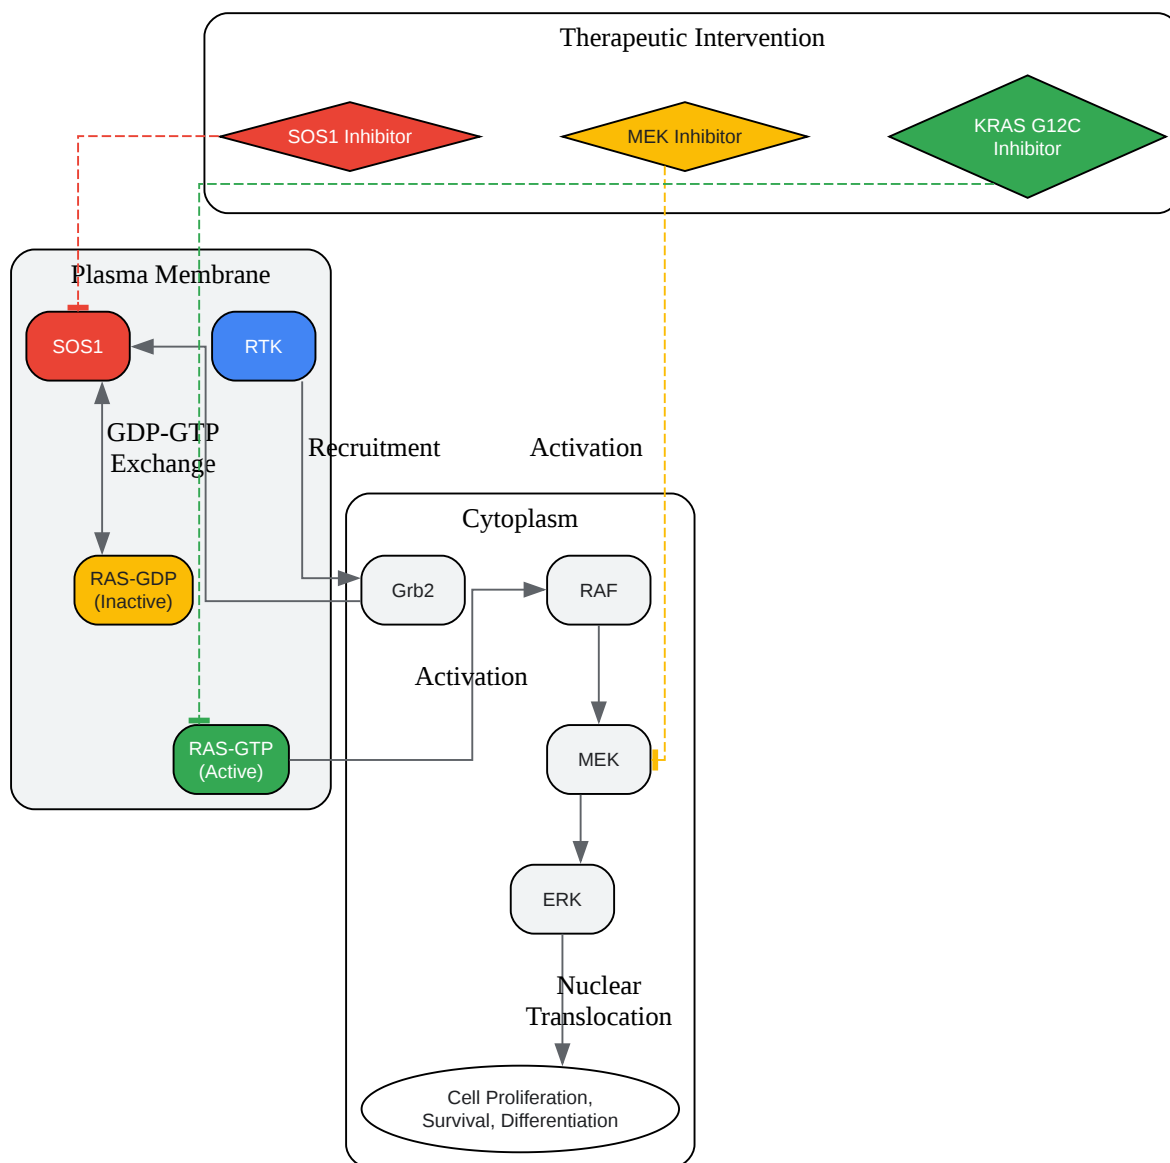 Therapeutic Intervention
SOS1 Inhibitor
MEK Inhibitor
KRAS G12C
Inhibitor
Plasma Membrane
SOS1
RTK
GDP-GTP
Exchange
Recruitment
Activation
Cytoplasm
RAS-GDP
(Inactive)
Grb2
RAF
Activation
RAS-GTP
(Active)
MEK
ERK
Nuclear
Translocation
Cell Proliferation,
Survival, Differentiation